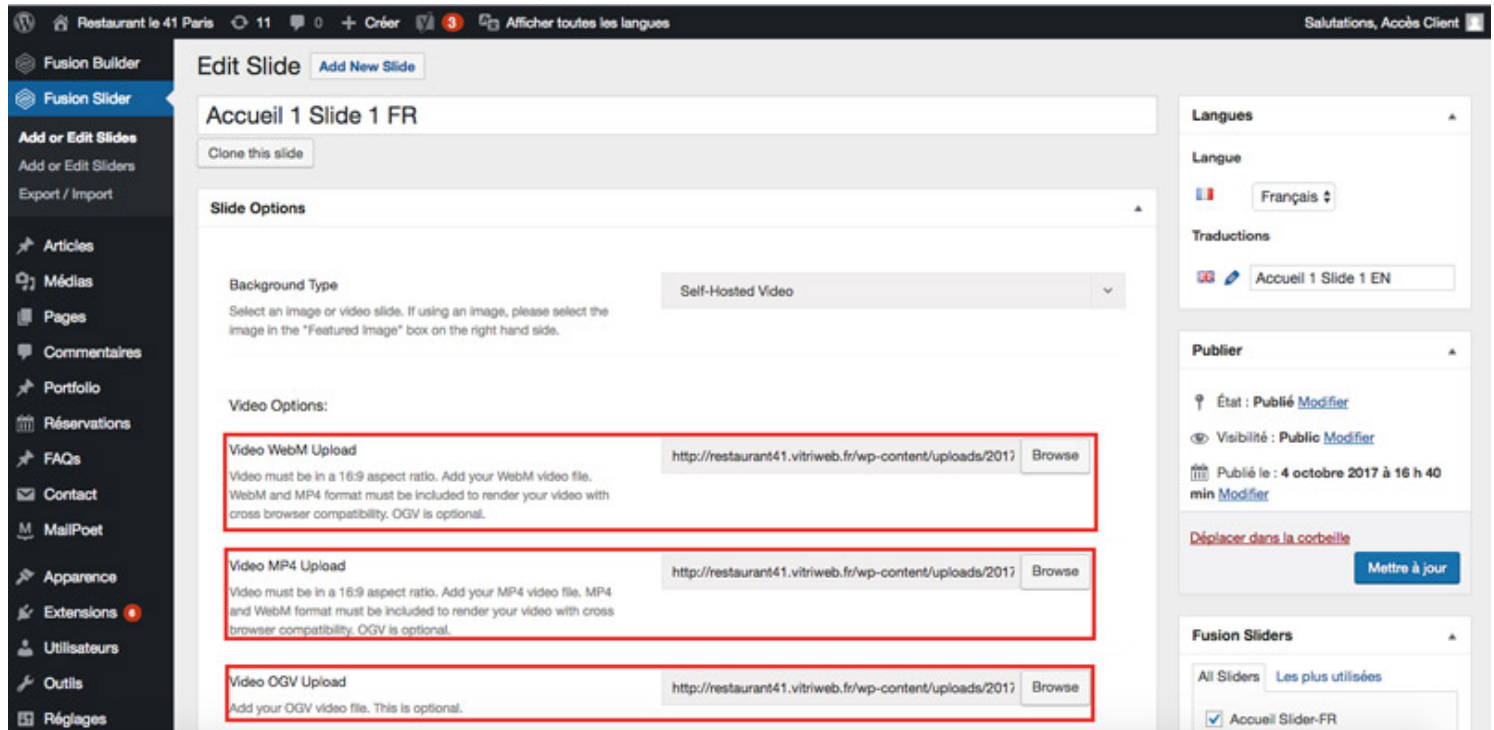 Restaurant le 41 Paris 11 0 + Créer 3 Afficher toutes les langues Salutations, Accès Client
Fusion Builder
Fusion Slider
Add or Edit Slides
Add or Edit Sliders
Export / Import
Articles
Médias
Pages
Commentaires
Portfolio
Réservations
FAQs
Contact
MailPoet
Apparence
Extensions 6
Utilisateurs
Outils
Réglages
Edit Slide Add New Slide
Accueil 1 Slide 1 FR
Clone this slide
Slide Options
Background Type
Select an image or video slide. If using an image, please select the
image in the "Featured Image" box on the right hand side.
Self-Hosted Video
Video Options:
Video WebM Upload
Video must be in a 16:9 aspect ratio. Add your WebM video file.
WebM and MP4 format must be included to render your video with
cross browser compatibility. OGV is optional.
http://restaurant41.vitriweb.fr/wp-content/uploads/2017 Browse
Video MP4 Upload
Video must be in a 16:9 aspect ratio. Add your MP4 video file. MP4
and WebM format must be included to render your video with cross
browser compatibility. OGV is optional.
http://restaurant41.vitriweb.fr/wp-content/uploads/2017 Browse
Video OGV Upload
Add your OGV video file. This is optional.
http://restaurant41.vitriweb.fr/wp-content/uploads/2017 Browse
Langues
Langue
Français
Traductions
Accueil 1 Slide 1 EN
Publier
État : Publié Modifier
Visibilité : Public Modifier
Publié le : 4 octobre 2017 à 16 h 40
min Modifier
Déplacer dans la corbeille
Mettre à jour
Fusion Sliders
All Sliders Les plus utilisées
Accueil Slider-FR